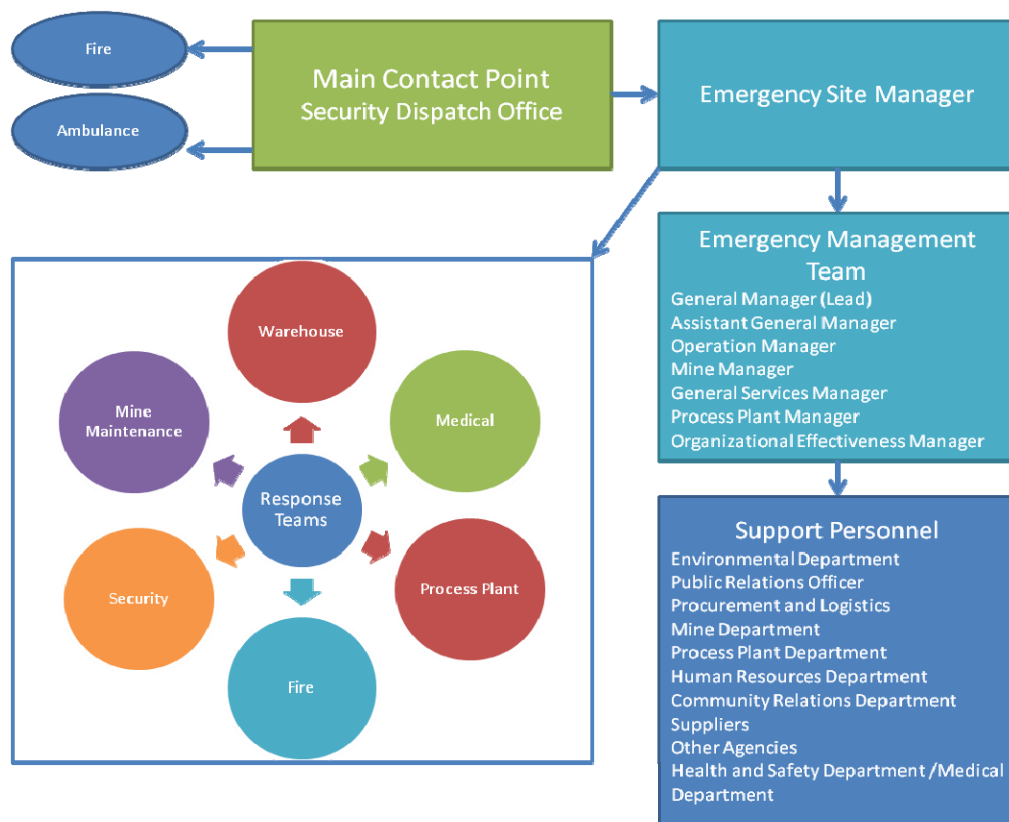 Fire
Ambulance
Main Contact Point
Security Dispatch Office
Emergency Site Manager
Emergency Management
Team
General Manager (Lead)
Assistant General Manager
Operation Manager
Mine Manager
General Services Manager
Process Plant Manager
Organizational Effectiveness Manager
Warehouse
Mine
Maintenance
Medical
Response
Teams
Security
Process Plant
Fire
Support Personnel
Environmental Department
Public Relations Officer
Procurement and Logistics
Mine Department
Process Plant Department
Human Resources Department
Community Relations Department
Suppliers
Other Agencies
Health and Safety Department /Medical
Department